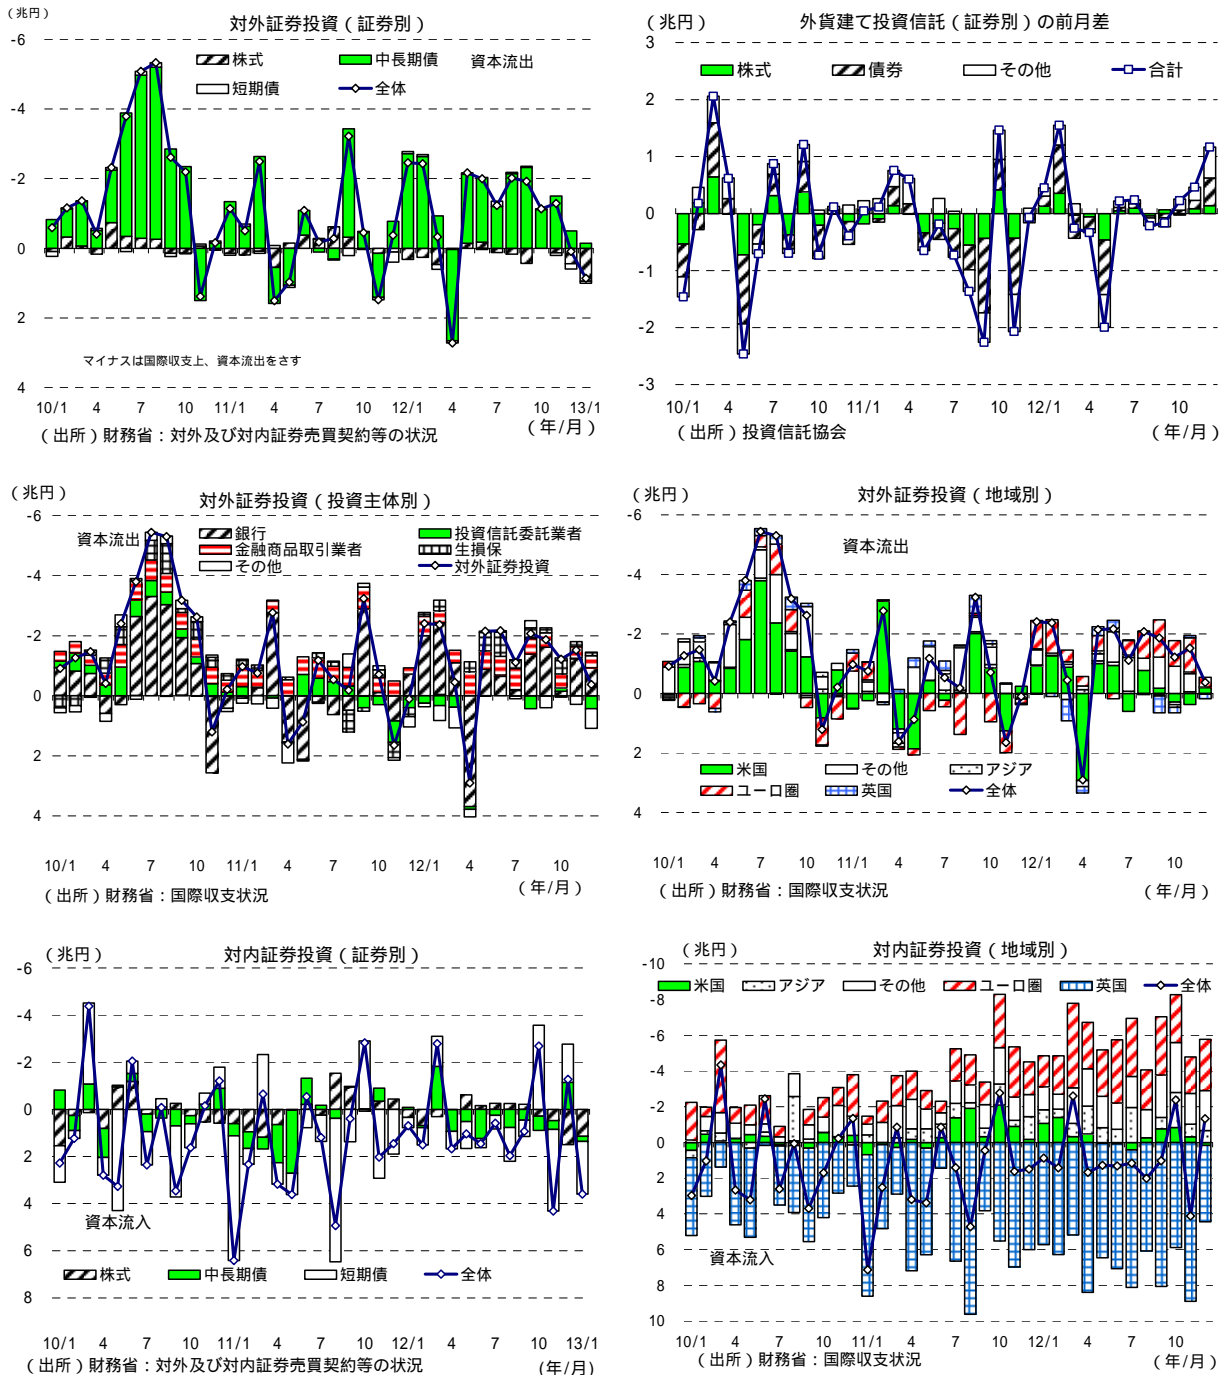 （兆円）
対外証券投資（証券別）
-6
株式
中長期債
資本流出
短期債
全体
-4
-2
0
2
マイナスは国際収支上、資本流出をさす
4
10/1 4 7 10 11/1 4 7 10 12/1 4 7 10 13/1
（出所）財務省：対外及び対内証券売買契約等の状況
（年/月）
（兆円）
外貨建て投資信託（証券別）の前月差
3
株式
債券
その他
合計
2
1
0
-1
-2
-3
10/1 4 7 10 11/1 4 7 10 12/1 4 7 10
（出所）投資信託協会
（年/月）
（兆円）
対外証券投資（投資主体別）
-6
資本流出
銀行
投資信託委託業者
金融商品取引業者
生損保
その他
対外証券投資
-4
-2
0
2
4
10/1 4 7 10 11/1 4 7 10 12/1 4 7 10
（出所）財務省：国際収支状況
（年/月）
（兆円）
対外証券投資（地域別）
-6
資本流出
-4
-2
0
2
米国
その他
アジア
ユーロ圏
英国
全体
4
10/1 4 7 10 11/1 4 7 10 12/1 4 7 10
（出所）財務省：国際収支状況
（年/月）
（兆円）
対内証券投資（証券別）
-6
-4
-2
0
2
4
資本流入
6
株式
中長期債
短期債
全体
8
10/1 4 7 10 11/1 4 7 10 12/1 4 7 10 13/1
（出所）財務省：対外及び対内証券売買契約等の状況
（年/月）
（兆円）
対内証券投資（地域別）
-10
米国
アジア
その他
ユーロ圏
英国
全体
-8
-6
-4
-2
0
2
4
6
資本流入
8
10
10/1 4 7 10 11/1 4 7 10 12/1 4 7 10
（出所）財務省：国際収支状況
（年/月）